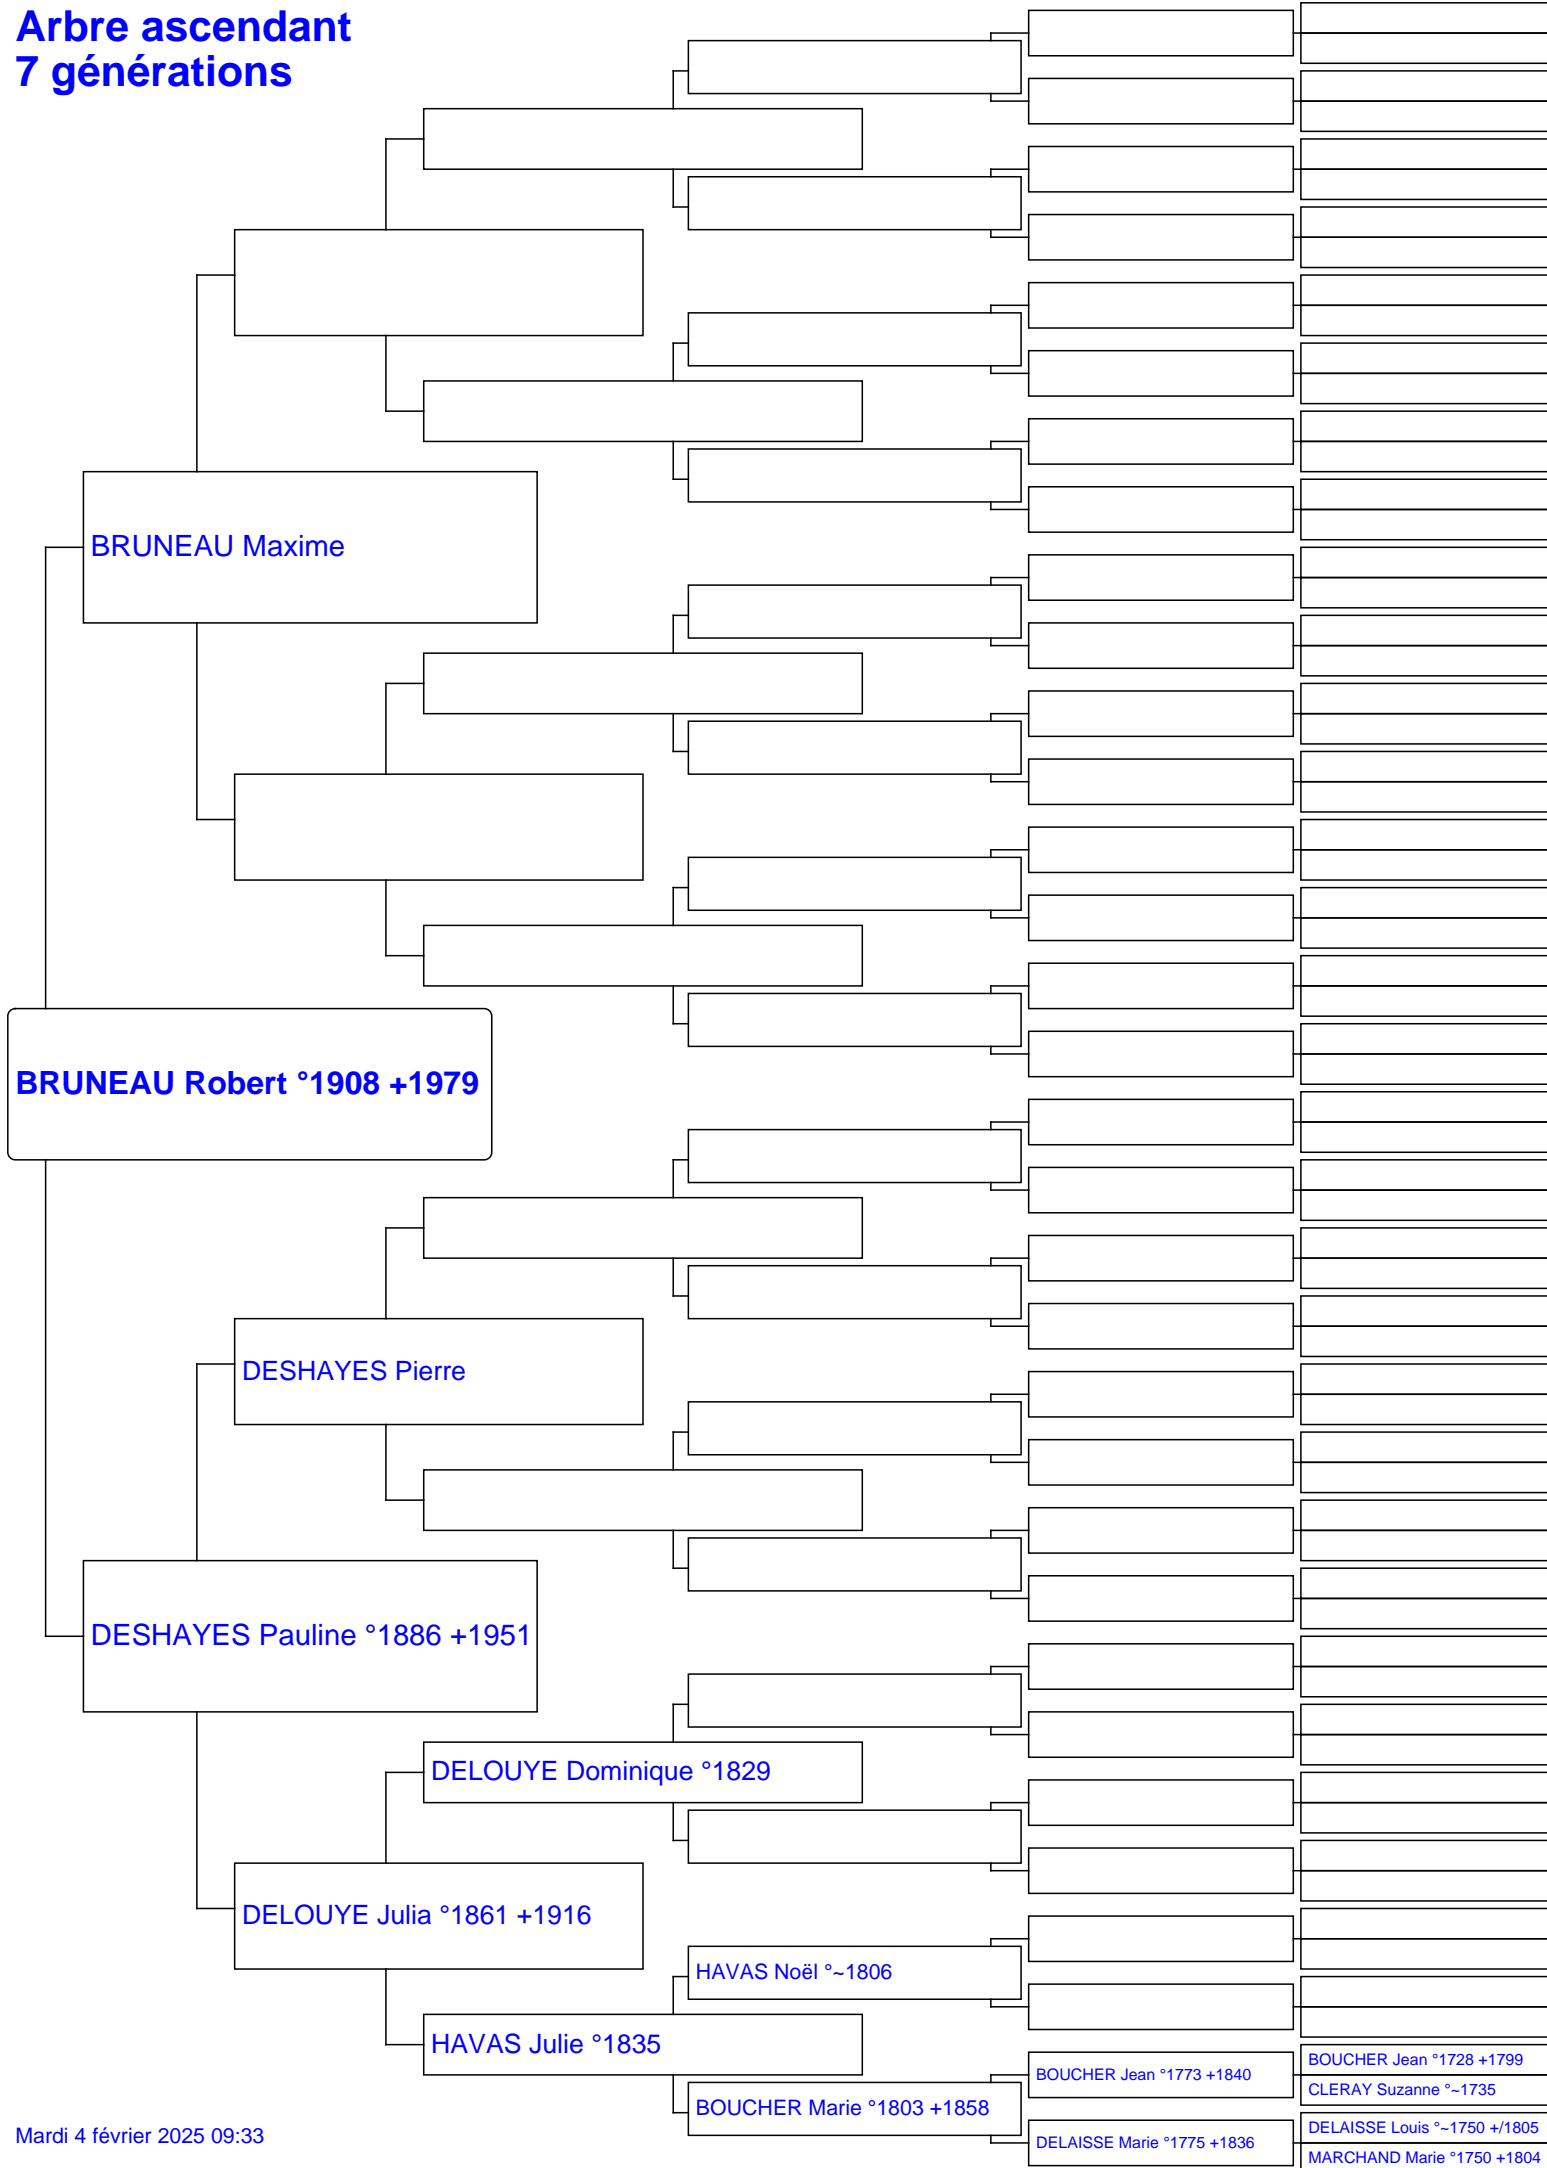 Arbre ascendant
7 générations
BRUNEAU Maxime
BRUNEAU Robert °1908 +1979
DESHAYES Pierre
DESHAYES Pauline °1886 +1951
DELOUYE Dominique °1829
DELOUYE Julia °1861 +1916
HAVAS Noël °~1806
HAVAS Julie °1835
BOUCHER Jean °1728 +1799
BOUCHER Jean °1773 +1840
CLERAY Suzanne °~1735
BOUCHER Marie °1803 +1858
DELAISSE Louis °~1750 +/1805
DELAISSE Marie °1775 +1836
MARCHAND Marie °1750 +1804
Mardi 4 février 2025 09:33